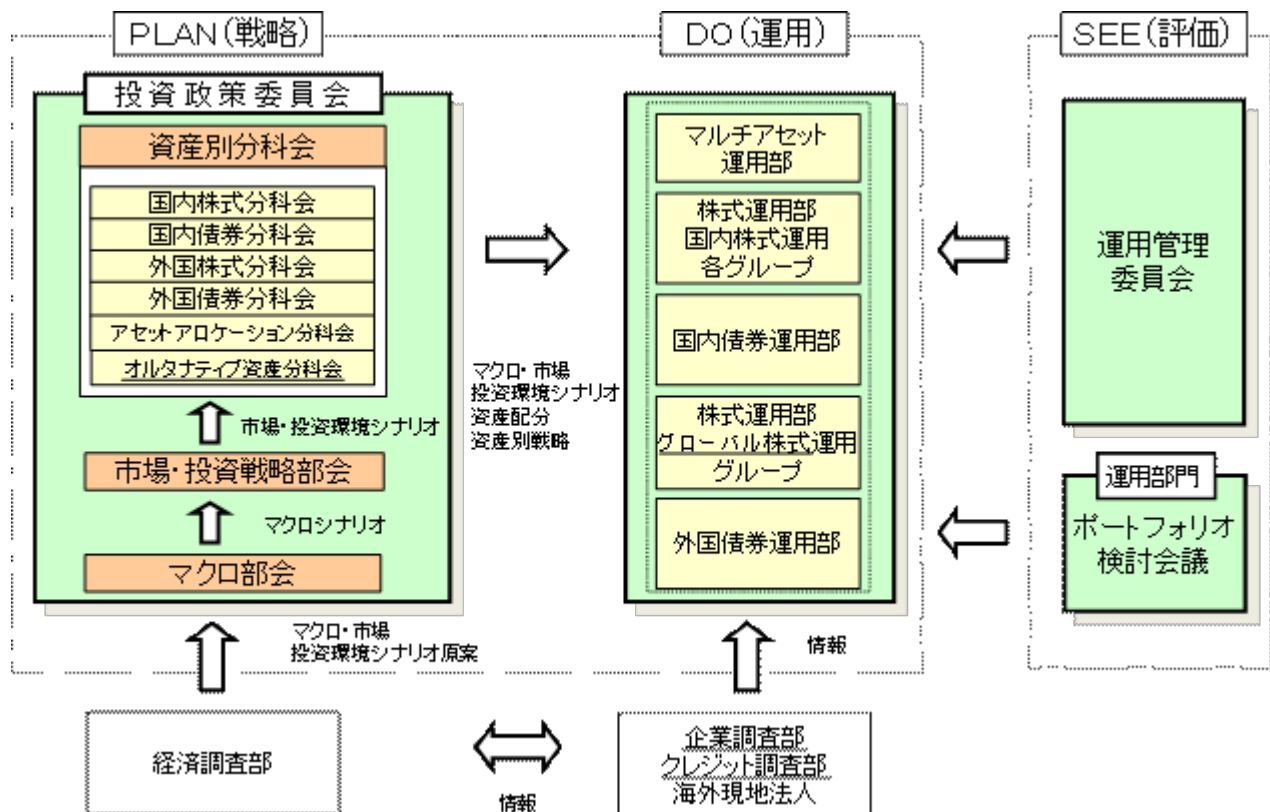 PLAN(戦略)
投資政策委員会
資産別分科会
国内株式分科会
国内債券分科会
外国株式分科会
外国債券分科会
アセットアロケーション分科会
オルタナティブ資産分科会
市場・投資環境シナリオ
市場・投資戦略部会
マクロシナリオ
マクロ部会
マクロ・市場
投資環境シナリオ
資産配分
資産別戦略
DO(運用)
マルチアセット
運用部
株式運用部
国内株式運用
各グループ
国内債券運用部
株式運用部
グローバル株式運用
グループ
外国債券運用部
SEE(評価)
運用管理
委員会
運用部門
ポートフォリオ
検討会議
マクロ・市場
投資環境シナリオ原案
情報
経済調査部
情報
企業調査部
クレジット調査部
海外現地法人